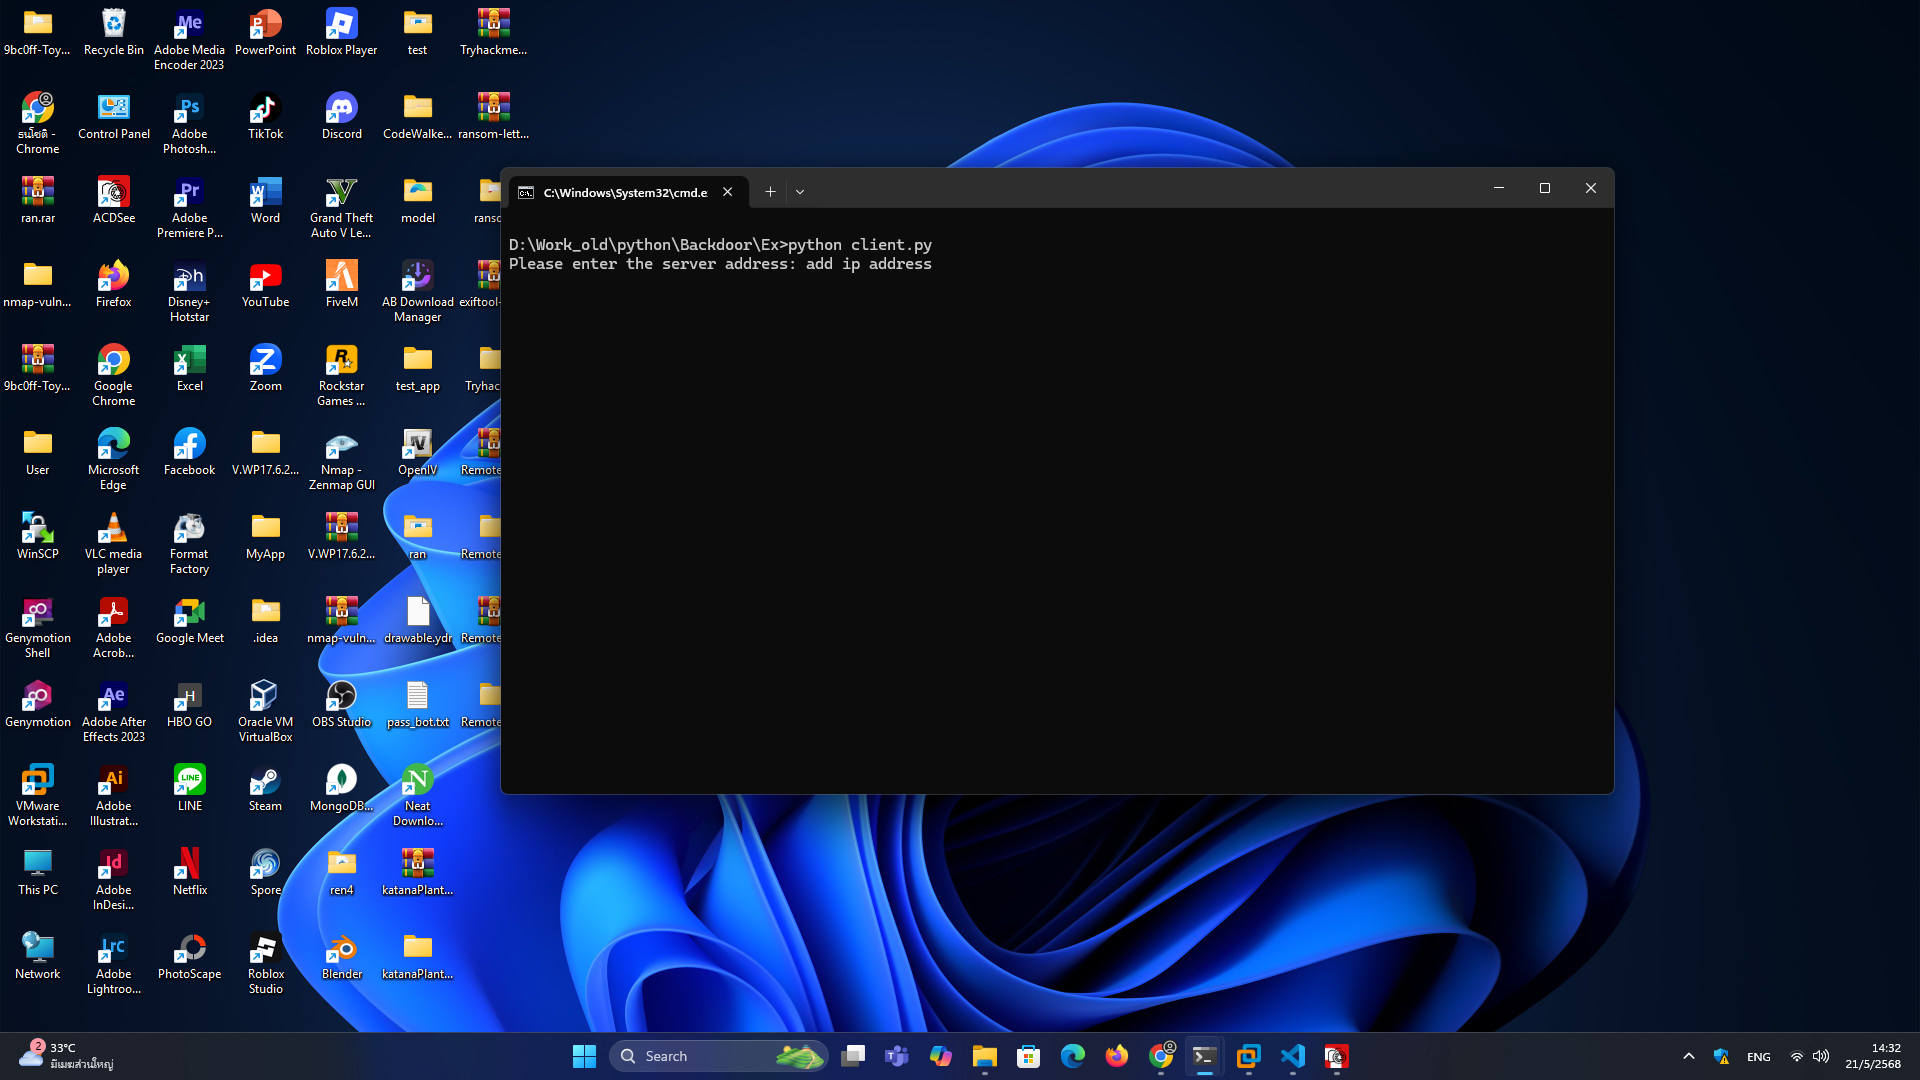 9bc0ff-Toy...
Recycle Bin
Adobe Media
Encoder 2023
PowerPoint
Roblox Player
test
Tryhackme...
ธนโชติ -
Chrome
Control Panel
Adobe
Photosh...
TikTok
Discord
CodeWalke...
ransom-lett...
ran.rar
ACDSee
Adobe
Premiere P...
Word
Grand Theft
Auto V Le...
model
ranso
nmap-vuln...
Firefox
Disney+
Hotstar
YouTube
FiveM
AB Download
Manager
exiftool-
9bc0ff-Toy...
Google
Chrome
Excel
Zoom
Rockstar
Games ...
test_app
Tryhac
User
Microsoft
Edge
Facebook
V.WP17.6.2...
Nmap -
Zenmap GUI
OpenIV
Remote
WinSCP
VLC media
player
Format
Factory
MyApp
V.WP17.6.2...
ran
Remote
Genymotion
Shell
Adobe
Acrob...
Google Meet
.idea
nmap-vuln...
drawable.ydr
Remote
Genymotion
Adobe After
Effects 2023
HBO GO
Oracle VM
VirtualBox
OBS Studio
pass_bot.txt
Remote
VMware
Workstati...
Adobe
Illustrat...
LINE
Steam
MongoDB...
Neat
Downlo...
This PC
Adobe
InDesi...
Netflix
Spore
ren4
katanaPlant...
Network
Adobe
Lightroo...
PhotoScape
Roblox
Studio
Blender
katanaPlant...
C:\Windows\System32\cmd.e
D:\Work_old\python\Backdoor\Ex>python client.py
Please enter the server address: add ip address
2
33°C
มีเมฆส่วนใหญ่
Search
ENG
14:32
21/5/2568